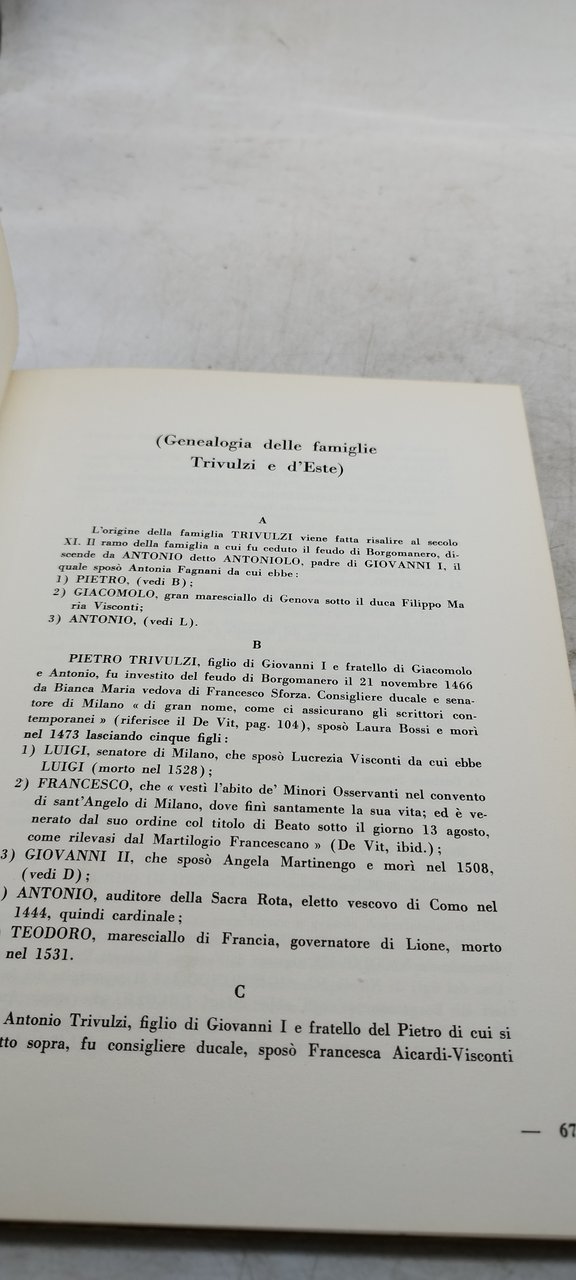 (Genealogia delle famiglie
Trivulzi e d'Este)
A
L'origine della famiglia TRIVULZI viene fatta risalire al secolo
XI. Il ramo della famiglia a cui fu ceduto il feudo di Borgomanero, di-
scende da ANTONIO detto ANTONIOLO, padre di GIOVANNI I, il
quale sposò Antonia Fagnani da cui ebbe:
1) PIETRO, (vedi B);
2) GIACOMOLO, gran maresciallo di Genova sotto il duca Filippo Ma
ria Visconti;
3) ANTONIO, (vedi L).
B
PIETRO TRIVULZI, figlio di Giovanni I e fratello di Giacomolo
e Antonio, fu investito del feudo di Borgomanero il 21 novembre 1466
da Bianca Maria vedova di Francesco Sforza. Consigliere ducale e sena-
tore di Milano « di gran nome, come ci assicurano gli scrittori con-
temporanei » (riferisce il De Vit, pag. 104), sposò Laura Bossi e morì
nel 1473 lasciando cinque figli:
1) LUIGI, senatore di Milano, che sposò Lucrezia Visconti da cui ebbe
LUIGI (morto nel 1528);
2) FRANCESCO, che « vestì l'abito de' Minori Osservanti nel convento
di sant'Angelo di Milano, dove finì santamente la sua vita; ed è ve-
nerato dal suo ordine col titolo di Beato sotto il giorno 13 agosto,
come rilevasi dal Martilogio Francescano » (De Vit, ibid.);
3) GIOVANNI II, che sposò Angela Martinengo e morì nel 1508,
(vedi D);
) ANTONIO, auditore della Sacra Rota, eletto vescovo di Como nel
1444, quindi cardinale;
TEODORO, maresciallo di Francia, governatore di Lione, morto
nel 1531.
C
Antonio Trivulzi, figlio di Giovanni I e fratello del Pietro di cui si
tto sopra, fu consigliere ducale, sposò Francesca Aicardi-Visconti
— 67